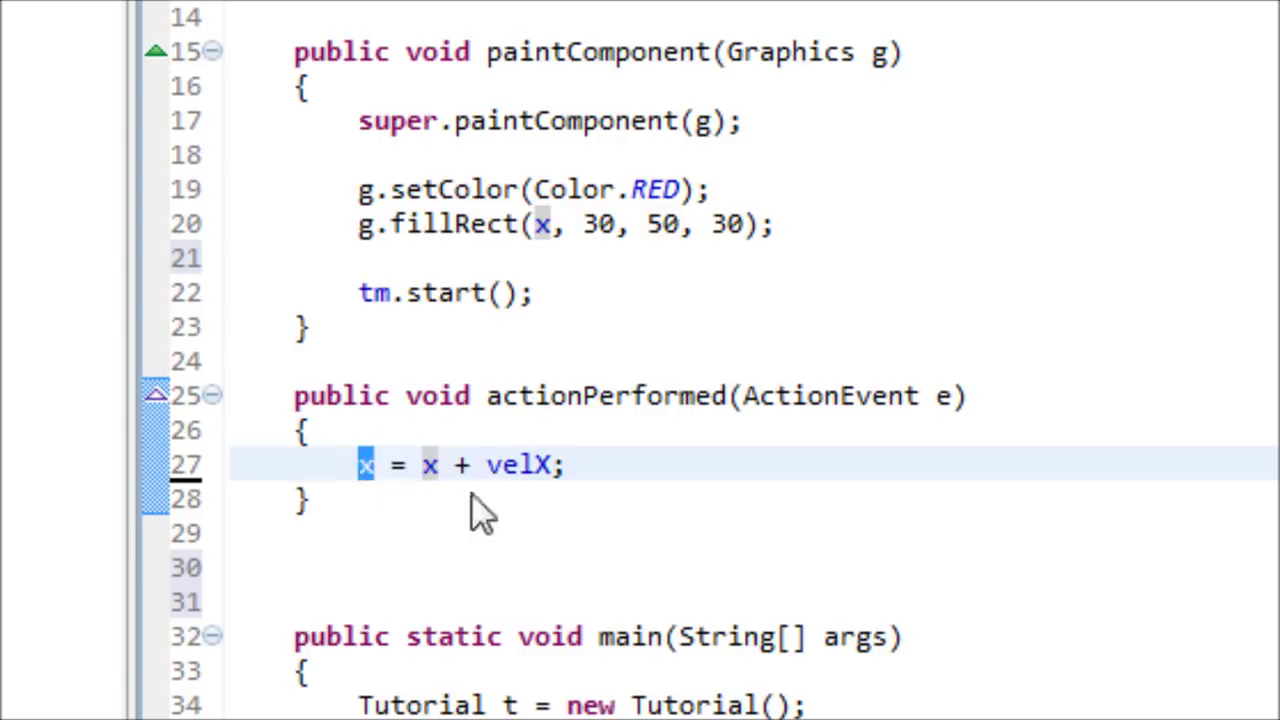 14
15 public void paintComponent(Graphics g)
16 {
17 super.paintComponent(g);
18
19 g.setColor(Color.RED);
20 g.fillRect(x, 30, 50, 30);
21
22 tm.start();
23 }
24
25 public void actionPerformed(ActionEvent e)
26 {
27 x = x + velX;
28 }
29
30
31
32 public static void main(String[] args)
33 {
34 Tutorial t = new Tutorial();